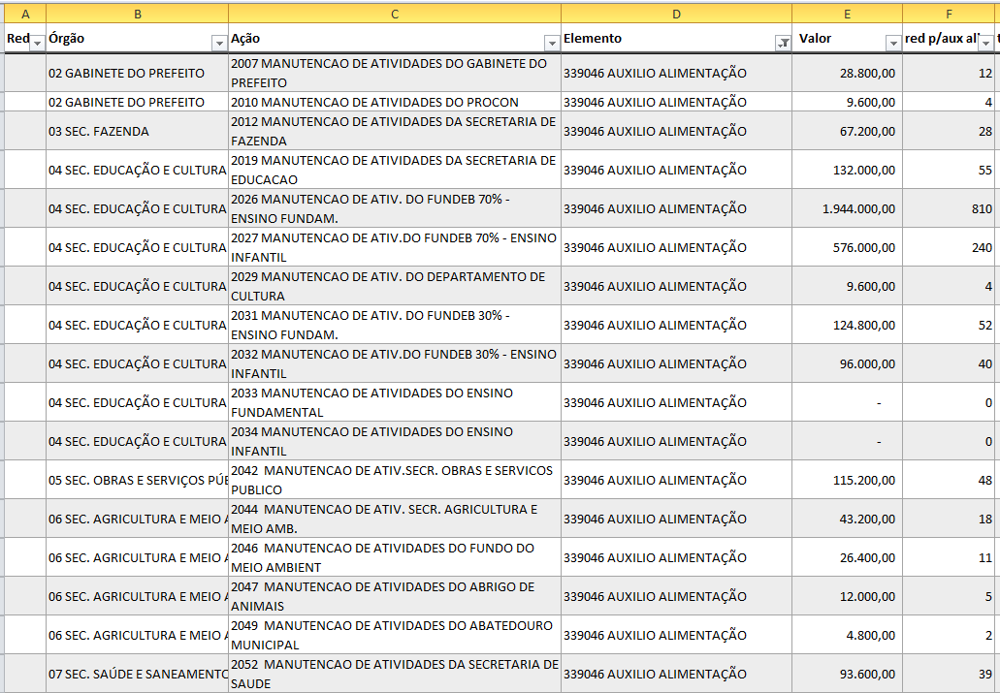 A B C D E F
Red Órgão Ação Elemento Valor red p/aux ali
02 GABINETE DO PREFEITO 2007 MANUTENCAO DE ATIVIDADES DO GABINETE DO PREFEITO 339046 AUXILIO ALIMENTAÇÃO 28.800,00 12
02 GABINETE DO PREFEITO 2010 MANUTENCAO DE ATIVIDADES DO PROCON 339046 AUXILIO ALIMENTAÇÃO 9.600,00 4
03 SEC. FAZENDA 2012 MANUTENCAO DE ATIVIDADES DA SECRETARIA DE FAZENDA 339046 AUXILIO ALIMENTAÇÃO 67.200,00 28
04 SEC. EDUCAÇÃO E CULTURA 2019 MANUTENCAO DE ATIVIDADES DA SECRETARIA DE EDUCACAO 339046 AUXILIO ALIMENTAÇÃO 132.000,00 55
04 SEC. EDUCAÇÃO E CULTURA 2026 MANUTENCAO DE ATIV. DO FUNDEB 70% - ENSINO FUNDAM. 339046 AUXILIO ALIMENTAÇÃO 1.944.000,00 810
04 SEC. EDUCAÇÃO E CULTURA 2027 MANUTENCAO DE ATIV.DO FUNDEB 70% - ENSINO INFANTIL 339046 AUXILIO ALIMENTAÇÃO 576.000,00 240
04 SEC. EDUCAÇÃO E CULTURA 2029 MANUTENCAO DE ATIV. DO DEPARTAMENTO DE CULTURA 339046 AUXILIO ALIMENTAÇÃO 9.600,00 4
04 SEC. EDUCAÇÃO E CULTURA 2031 MANUTENCAO DE ATIV. DO FUNDEB 30% - ENSINO FUNDAM. 339046 AUXILIO ALIMENTAÇÃO 124.800,00 52
04 SEC. EDUCAÇÃO E CULTURA 2032 MANUTENCAO DE ATIV.DO FUNDEB 30% - ENSINO INFANTIL 339046 AUXILIO ALIMENTAÇÃO 96.000,00 40
04 SEC. EDUCAÇÃO E CULTURA 2033 MANUTENCAO DE ATIVIDADES DO ENSINO FUNDAMENTAL 339046 AUXILIO ALIMENTAÇÃO - 0
04 SEC. EDUCAÇÃO E CULTURA 2034 MANUTENCAO DE ATIVIDADES DO ENSINO INFANTIL 339046 AUXILIO ALIMENTAÇÃO - 0
05 SEC. OBRAS E SERVIÇOS PÚB 2042 MANUTENCAO DE ATIV.SECR. OBRAS E SERVICOS PUBLICO 339046 AUXILIO ALIMENTAÇÃO 115.200,00 48
06 SEC. AGRICULTURA E MEIO A 2044 MANUTENCAO DE ATIV. SECR. AGRICULTURA E MEIO AMB. 339046 AUXILIO ALIMENTAÇÃO 43.200,00 18
06 SEC. AGRICULTURA E MEIO A 2046 MANUTENCAO DE ATIVIDADES DO FUNDO DO MEIO AMBIENT 339046 AUXILIO ALIMENTAÇÃO 26.400,00 11
06 SEC. AGRICULTURA E MEIO A 2047 MANUTENCAO DE ATIVIDADES DO ABRIGO DE ANIMAIS 339046 AUXILIO ALIMENTAÇÃO 12.000,00 5
06 SEC. AGRICULTURA E MEIO A 2049 MANUTENCAO DE ATIVIDADES DO ABATEDOURO MUNICIPAL 339046 AUXILIO ALIMENTAÇÃO 4.800,00 2
07 SEC. SAÚDE E SANEAMENTO 2052 MANUTENCAO DE ATIVIDADES DA SECRETARIA DE SAUDE 339046 AUXILIO ALIMENTAÇÃO 93.600,00 39